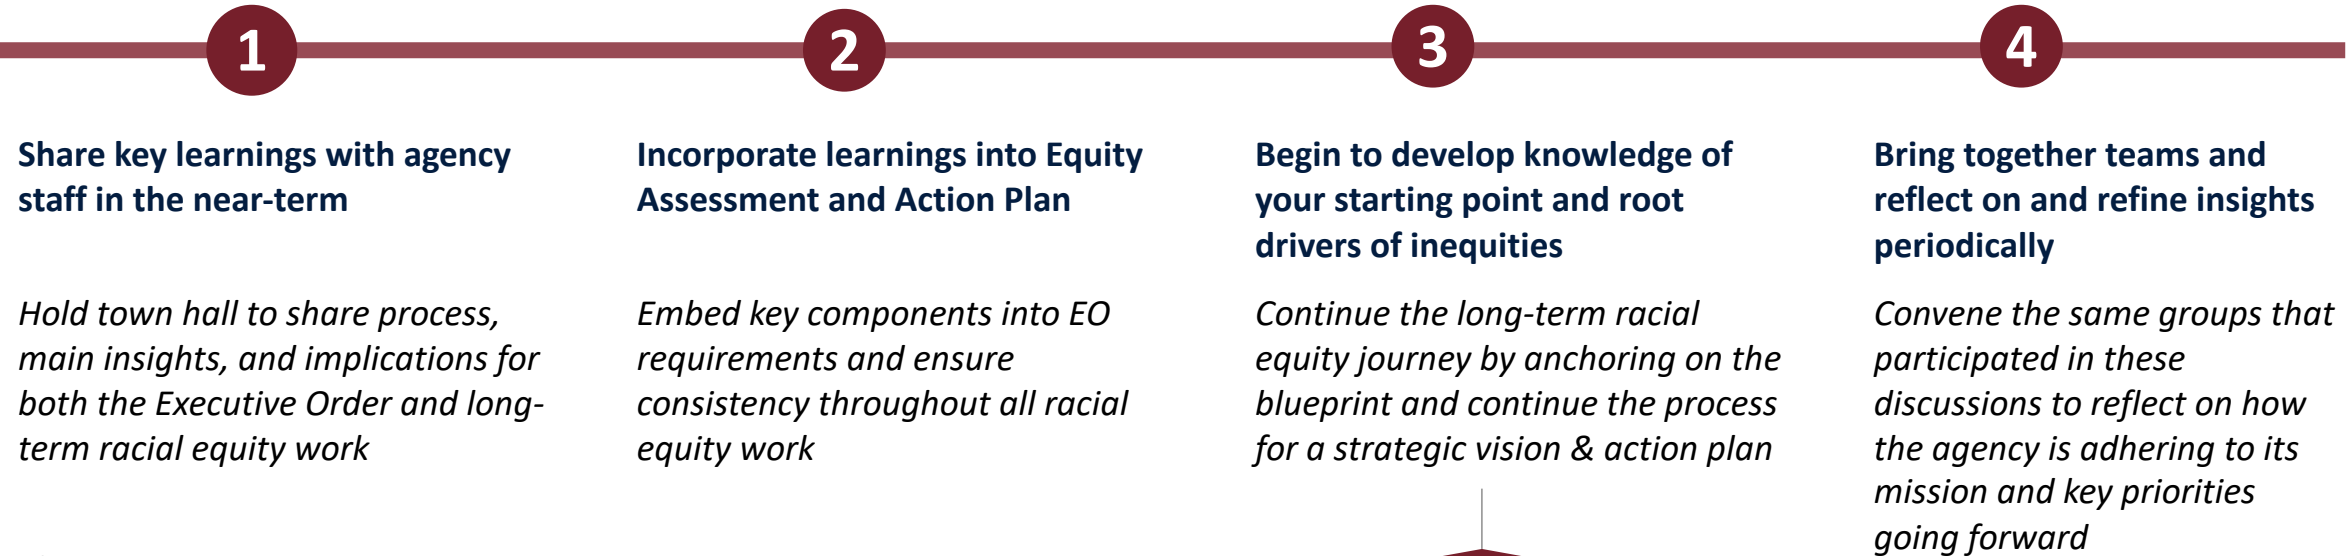 1
Share key learnings with agency
staff in the near-term
Hold town hall to share process,
main insights, and implications for
both the Executive Order and long-
term racial equity work
2
Incorporate learnings into Equity
Assessment and Action Plan
Embed key components into EO
requirements and ensure
consistency throughout all racial
equity work
3
Begin to develop knowledge of
your starting point and root
drivers of inequities
Continue the long-term racial
equity journey by anchoring on the
blueprint and continue the process
for a strategic vision & action plan
4
Bring together teams and
reflect on and refine insights
periodically
Convene the same groups that
participated in these
discussions to reflect on how
the agency is adhering to its
mission and key priorities
going forward